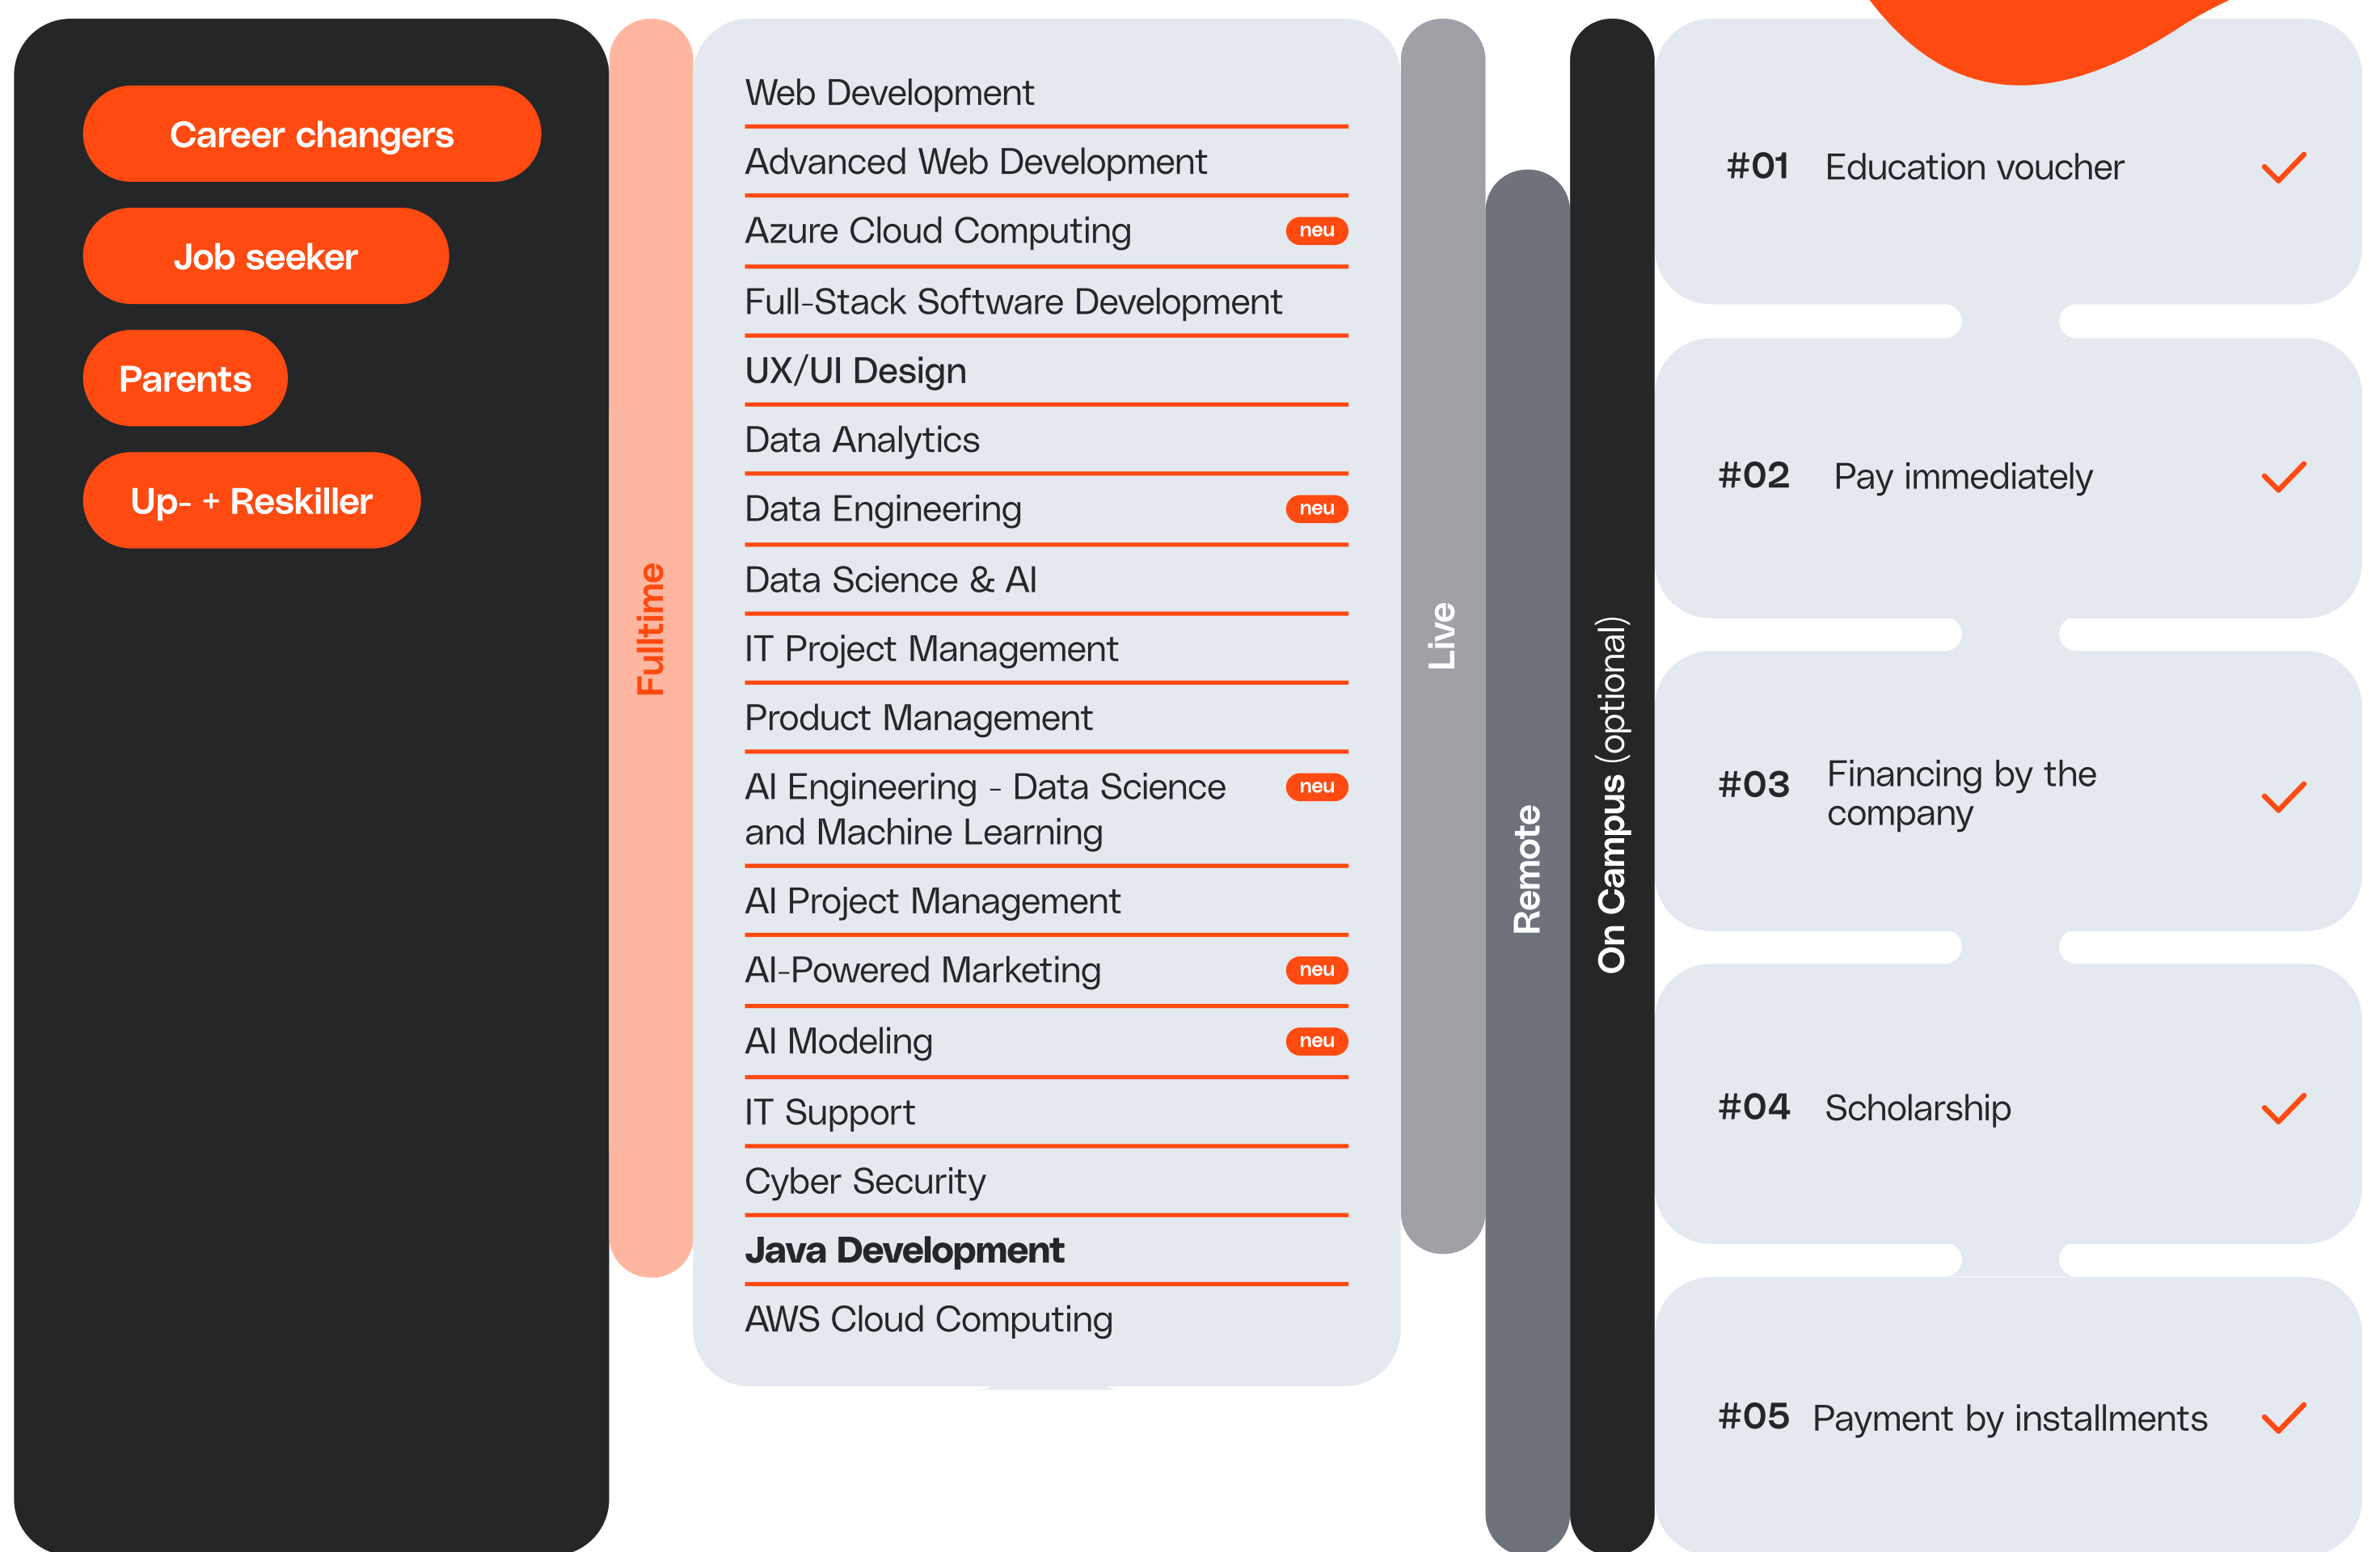 Career changers
Job seeker
Parents
Up- + Reskiller
Fulltime
Web Development
Advanced Web Development
Azure Cloud Computing neu
Full-Stack Software Development
UX/UI Design
Data Analytics
Data Engineering neu
Data Science & AI
IT Project Management
Product Management
AI Engineering - Data Science neu
and Machine Learning
AI Project Management
AI-Powered Marketing neu
AI Modeling neu
IT Support
Cyber Security
Java Development
AWS Cloud Computing
Live
Remote
On Campus (optional)
#01 Education voucher
#02 Pay immediately
#03 Financing by the
company
#04 Scholarship
#05 Payment by installments